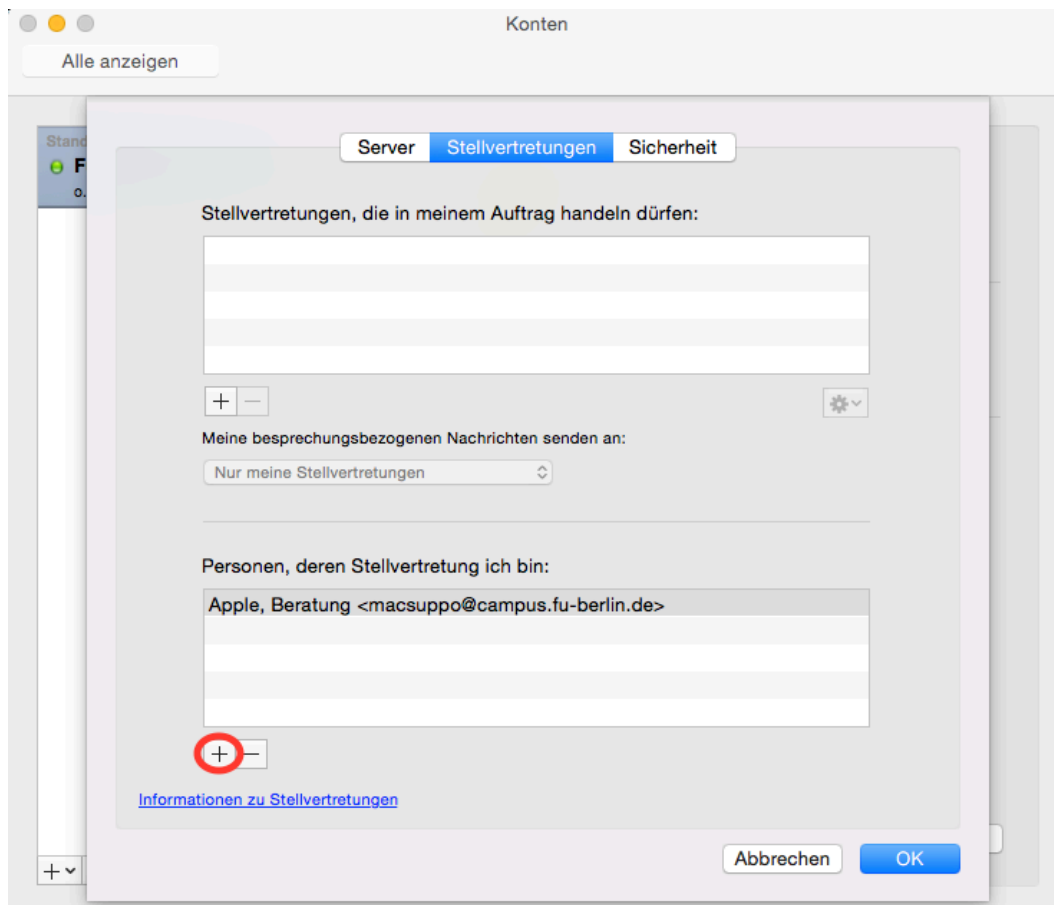 Konten
Alle anzeigen
Stand
F
o.
Server Stellvertretungen Sicherheit
Stellvertretungen, die in meinem Auftrag handeln dürfen:
Meine besprechungsbezogenen Nachrichten senden an:
Nur meine Stellvertretungen
Personen, deren Stellvertretung ich bin:
Apple, Beratung <macsuppo@campus.fu-berlin.de>
Informationen zu Stellvertretungen
Abbrechen OK